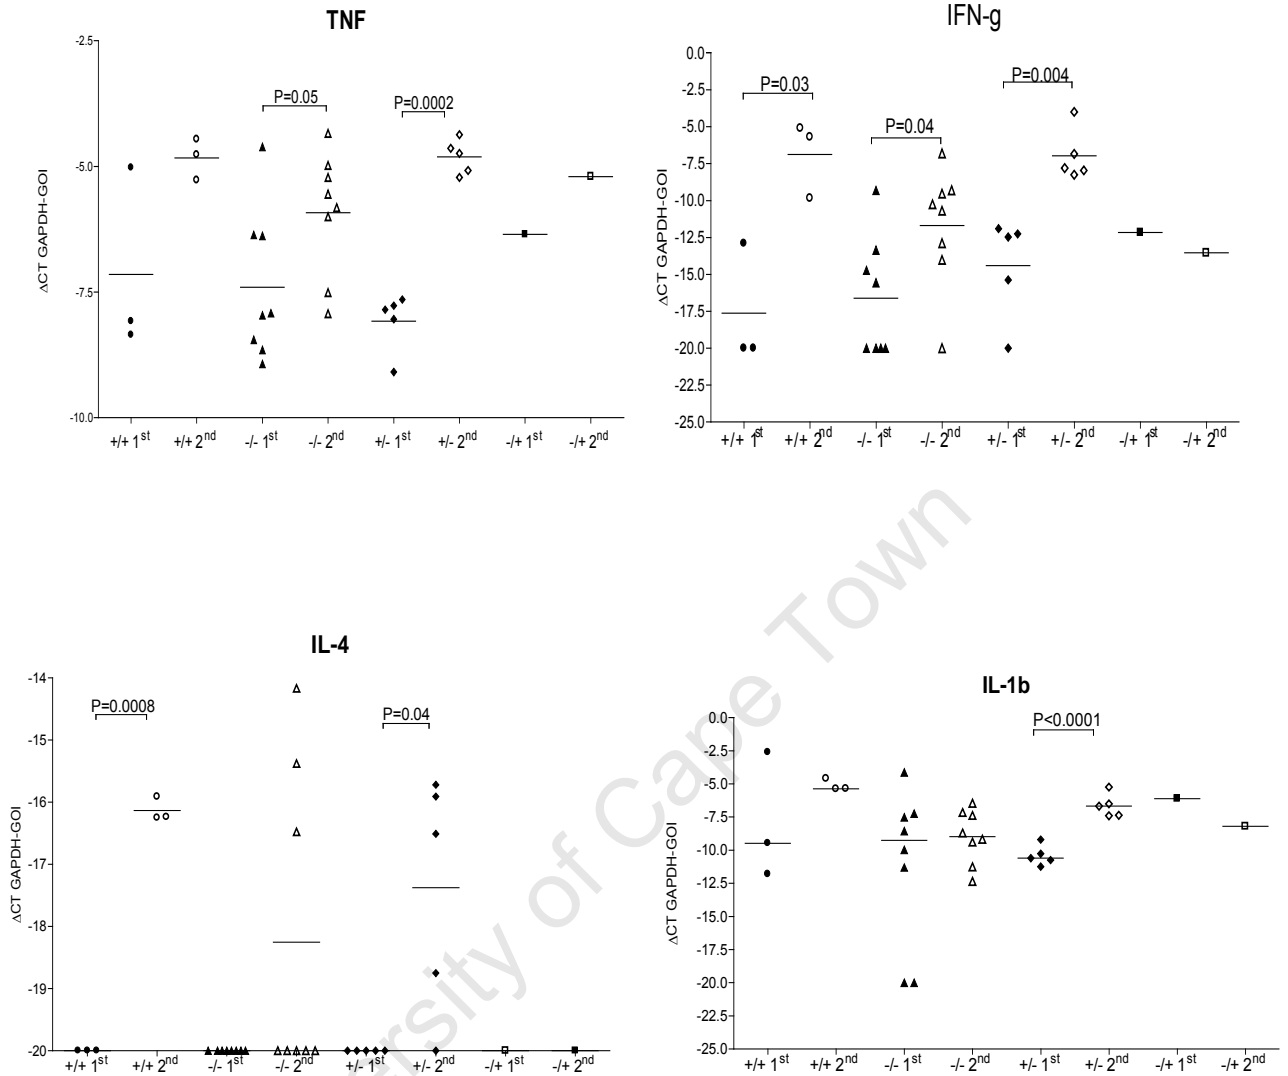 TNF
-2.5
-5.0
-7.5
-10.0
ΔCT GAPDH-GOI
P=0.05
P=0.0002
+/+ 1st +/+ 2nd -/- 1st -/- 2nd +/- 1st +/- 2nd -/+ 1st -/+ 2nd
IFN-g
0.0
-2.5
-5.0
-7.5
-10.0
-12.5
-15.0
-17.5
-20.0
-22.5
-25.0
ΔCT GAPDH-GOI
P=0.03
P=0.04
P=0.004
+/+ 1st +/+ 2nd -/- 1st -/- 2nd +/- 1st +/- 2nd -/+ 1st -/+ 2nd
IL-4
-14
-15
-16
-17
-18
-19
-20
ΔCT GAPDH-GOI
P=0.0008
P=0.04
+/+ 1st +/+ 2nd -/- 1st -/- 2nd +/- 1st +/- 2nd -/+ 1st -/+ 2nd
IL-1b
0.0
-2.5
-5.0
-7.5
-10.0
-12.5
-15.0
-17.5
-20.0
-22.5
-25.0
ΔCT GAPDH-GOI
P<0.0001
+/+ 1st +/+ 2nd -/- 1st -/- 2nd +/- 1st +/- 2nd -/+ 1st -/+ 2nd
ersity of Cape Town